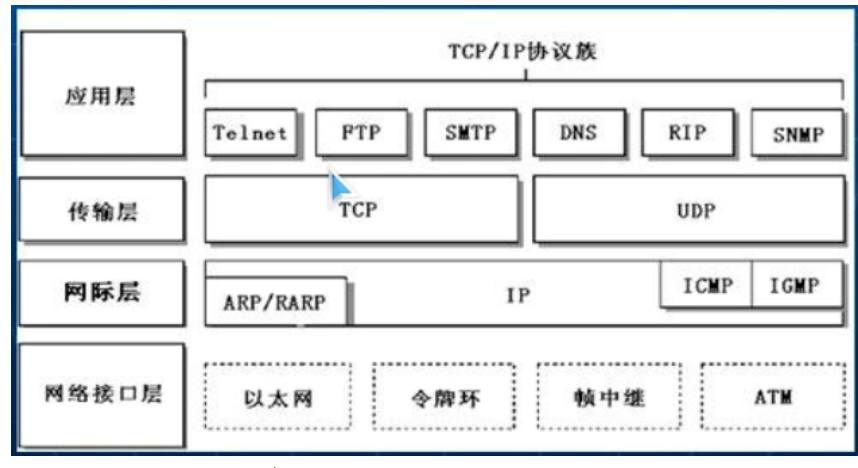 TCP/IP协议族
应用层
Telnet FTP SMTP DNS RIP SNMP
传输层 TCP UDP
网际层 ARP/RARP IP ICMP IGMP
网络接口层 以太网 令牌环 帧中继 ATM